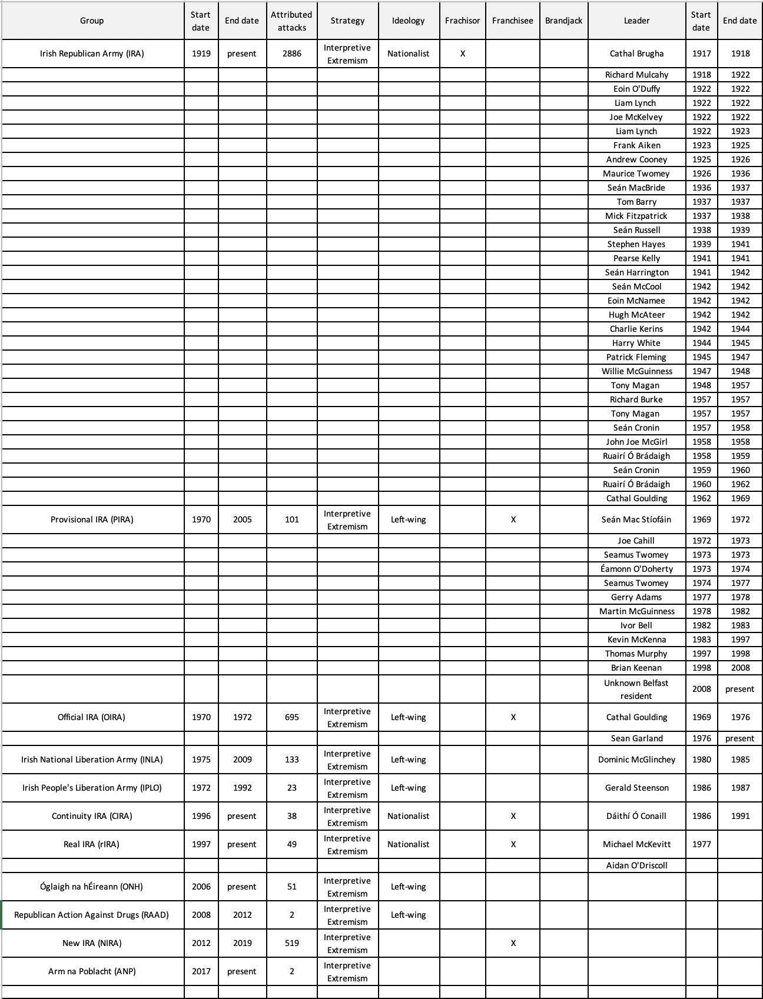 Group Start date End date Attributed attacks Strategy Ideology Frachisor Franchisee Brandjack Leader Start date End date
Irish Republican Army (IRA) 1919 present 2886 Interpretive Extremism Nationalist X Cathal Brugha 1917 1918
Richard Mulcahy 1918 1922
Eoin O'Duffy 1922 1922
Liam Lynch 1922 1922
Joe McKelvey 1922 1922
Liam Lynch 1922 1923
Frank Aiken 1923 1925
Andrew Cooney 1925 1926
Maurice Twomey 1926 1936
Seán MacBride 1936 1937
Tom Barry 1937 1937
Mick Fitzpatrick 1937 1938
Seán Russell 1938 1939
Stephen Hayes 1939 1941
Pearse Kelly 1941 1941
Seán Harrington 1941 1942
Seán McCool 1942 1942
Eoin McNamee 1942 1942
Hugh McAteer 1942 1942
Charlie Kerins 1942 1944
Harry White 1944 1945
Patrick Fleming 1945 1947
Willie McGuinness 1947 1948
Tony Magan 1948 1957
Richard Burke 1957 1957
Tony Magan 1957 1957
Seán Cronin 1957 1958
John Joe McGirl 1958 1958
Ruairí Ó Brádaigh 1958 1959
Seán Cronin 1959 1960
Ruairí Ó Brádaigh 1960 1962
Cathal Goulding 1962 1969
Provisional IRA (PIRA) 1970 2005 101 Interpretive Extremism Left-wing X Seán Mac Stíofáin 1969 1972
Joe Cahill 1972 1973
Seamus Twomey 1973 1973
Éamonn O'Doherty 1973 1974
Seamus Twomey 1974 1977
Gerry Adams 1977 1978
Martin McGuinness 1978 1982
Ivor Bell 1982 1983
Kevin McKenna 1983 1997
Thomas Murphy 1997 1998
Brian Keenan 1998 2008
Unknown Belfast resident 2008 present
Official IRA (OIRA) 1970 1972 695 Interpretive Extremism Left-wing X Cathal Goulding 1969 1976
Sean Garland 1976 present
Irish National Liberation Army (INLA) 1975 2009 133 Interpretive Extremism Left-wing Dominic McGlinchey 1980 1985
Irish People's Liberation Army (IPLO) 1972 1992 23 Interpretive Extremism Left-wing Gerald Steenson 1986 1987
Continuity IRA (CIRA) 1996 present 38 Interpretive Extremism Nationalist X Dáithí Ó Conaill 1986 1991
Real IRA (rIRA) 1997 present 49 Interpretive Extremism Nationalist X Michael McKevitt 1977
Aidan O'Driscoll
Óglaigh na hÉireann (ONH) 2006 present 51 Interpretive Extremism Left-wing
Republican Action Against Drugs (RAAD) 2008 2012 2 Interpretive Extremism Left-wing
New IRA (NIRA) 2012 2019 519 Interpretive Extremism X
Arm na Poblacht (ANP) 2017 present 2 Interpretive Extremism